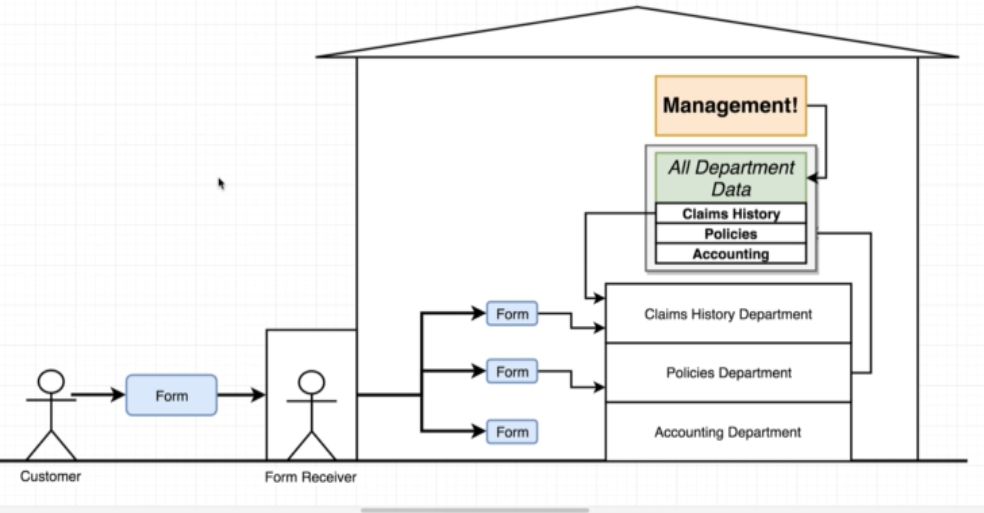 Management!
All Department
Data
Claims History
Policies
Accounting
Form
Claims History Department
Form
Policies Department
Form
Form
Accounting Department
Customer
Form Receiver